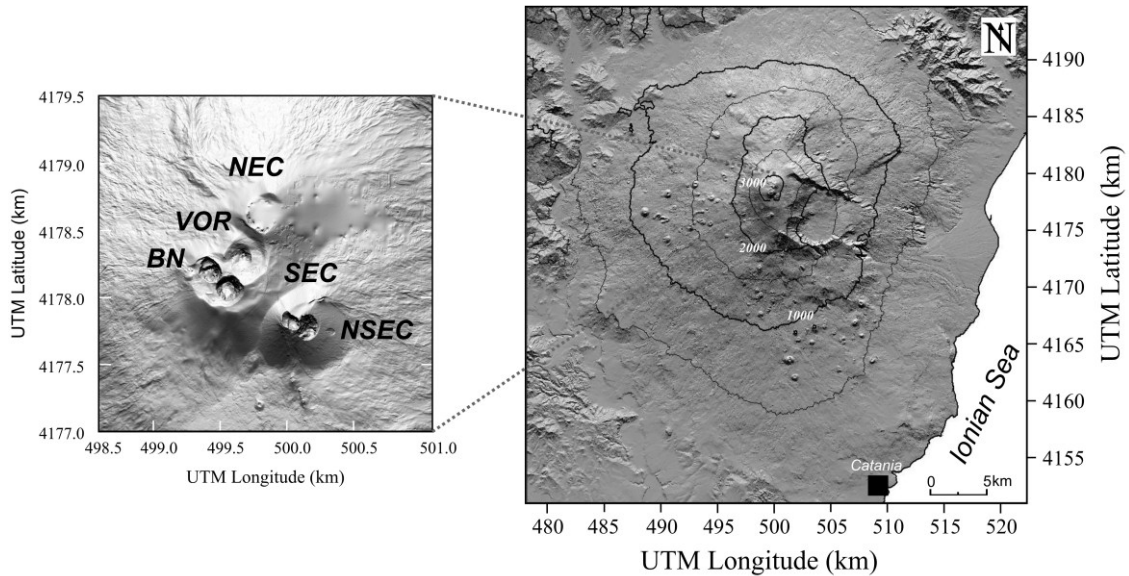 4179.5
4179.0
4178.5
4178.0
4177.5
4177.0
UTM Latitude (km)
498.5
499.0
499.5
500.0
500.5
501.0
UTM Longitude (km)
NEC
VOR
BN
SEC
NSEC
N
3000
2000
1000
Catania
Ionian Sea
0 5km
4190
4185
4180
4175
4170
4165
4160
4155
UTM Latitude (km)
480
485
490
495
500
505
510
515
520
UTM Longitude (km)